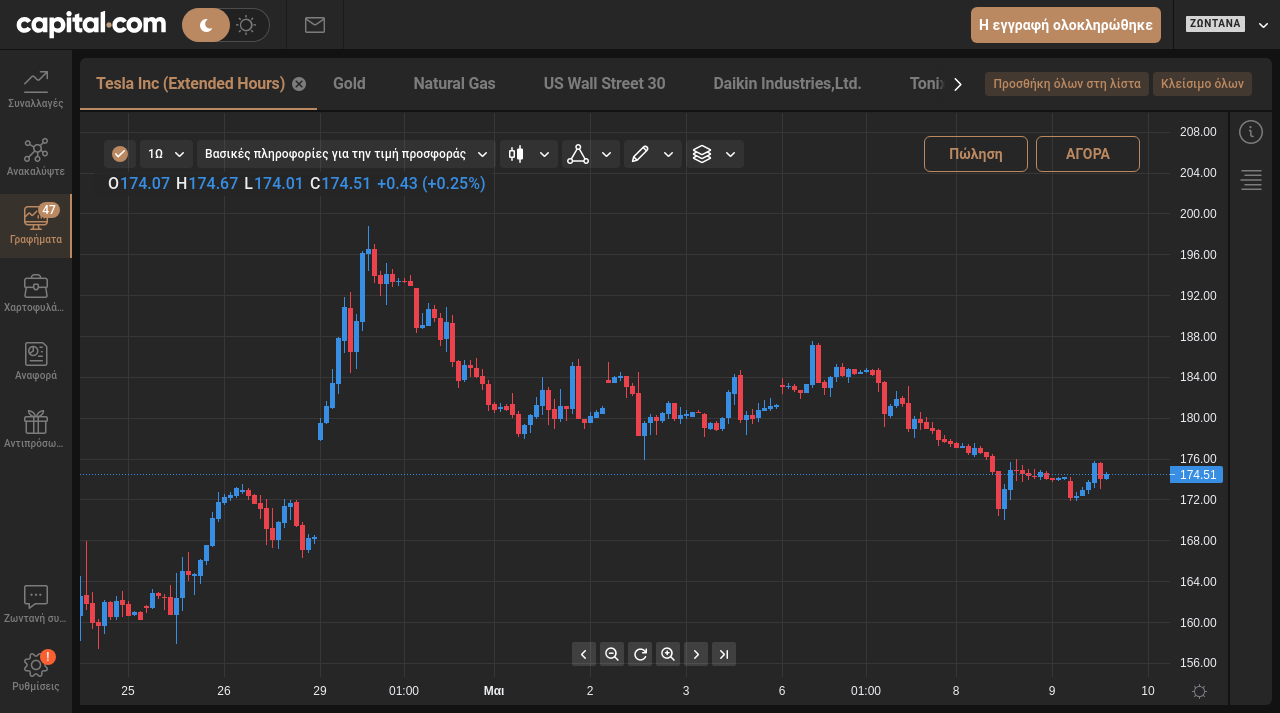 capital.com
Η εγγραφή ολοκληρώθηκε
ΖΩΝΤΑΝΑ
Συναλλαγές
Ανακαλύψτε
47
Γραφήματα
Χαρτοφυλά...
Αναφορά
Αντιπρόσω...
Ζωντανή συ...
!
Ρυθμίσεις
Tesla Inc (Extended Hours)
Gold
Natural Gas
US Wall Street 30
Daikin Industries,Ltd.
Toni
Προσθήκη όλων στη λίστα
Κλείσιμο όλων
1Ω
Βασικές πληροφορίες για την τιμή προσφοράς
Πώληση
ΑΓΟΡΑ
O174.07 H174.67 L174.01 C174.51 +0.43 (+0.25%)
208.00
204.00
200.00
196.00
192.00
188.00
184.00
180.00
176.00
174.51
172.00
168.00
164.00
160.00
156.00
25 26 29 01:00 Μαι 2 3 6 01:00 8 9 10